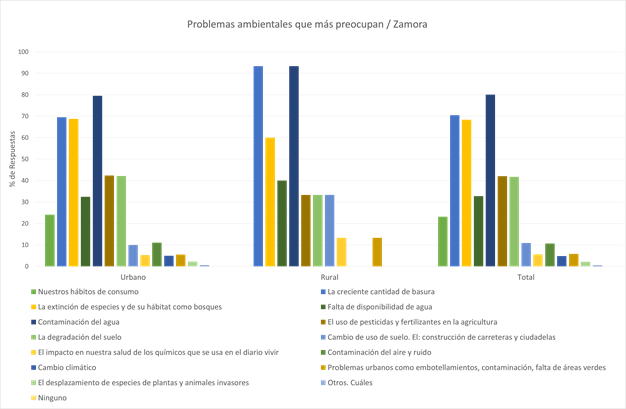 Problemas ambientales que más preocupan / Zamora
% de Respuestas
100
90
80
70
60
50
40
30
20
10
0
Urbano Rural Total
Nuestros hábitos de consumo La creciente cantidad de basura
La extinción de especies y de su hábitat como bosques Falta de disponibilidad de agua
Contaminación del agua El uso de pesticidas y fertilizantes en la agricultura
La degradación del suelo Cambio de uso de suelo. El: construcción de carreteras y ciudadelas
El impacto en nuestra salud de los químicos que se usa en el diario vivir Contaminación del aire y ruido
Cambio climático Problemas urbanos como embotellamientos, contaminación, falta de áreas verdes
El desplazamiento de especies de plantas y animales invasores Otros. Cuáles
Ninguno